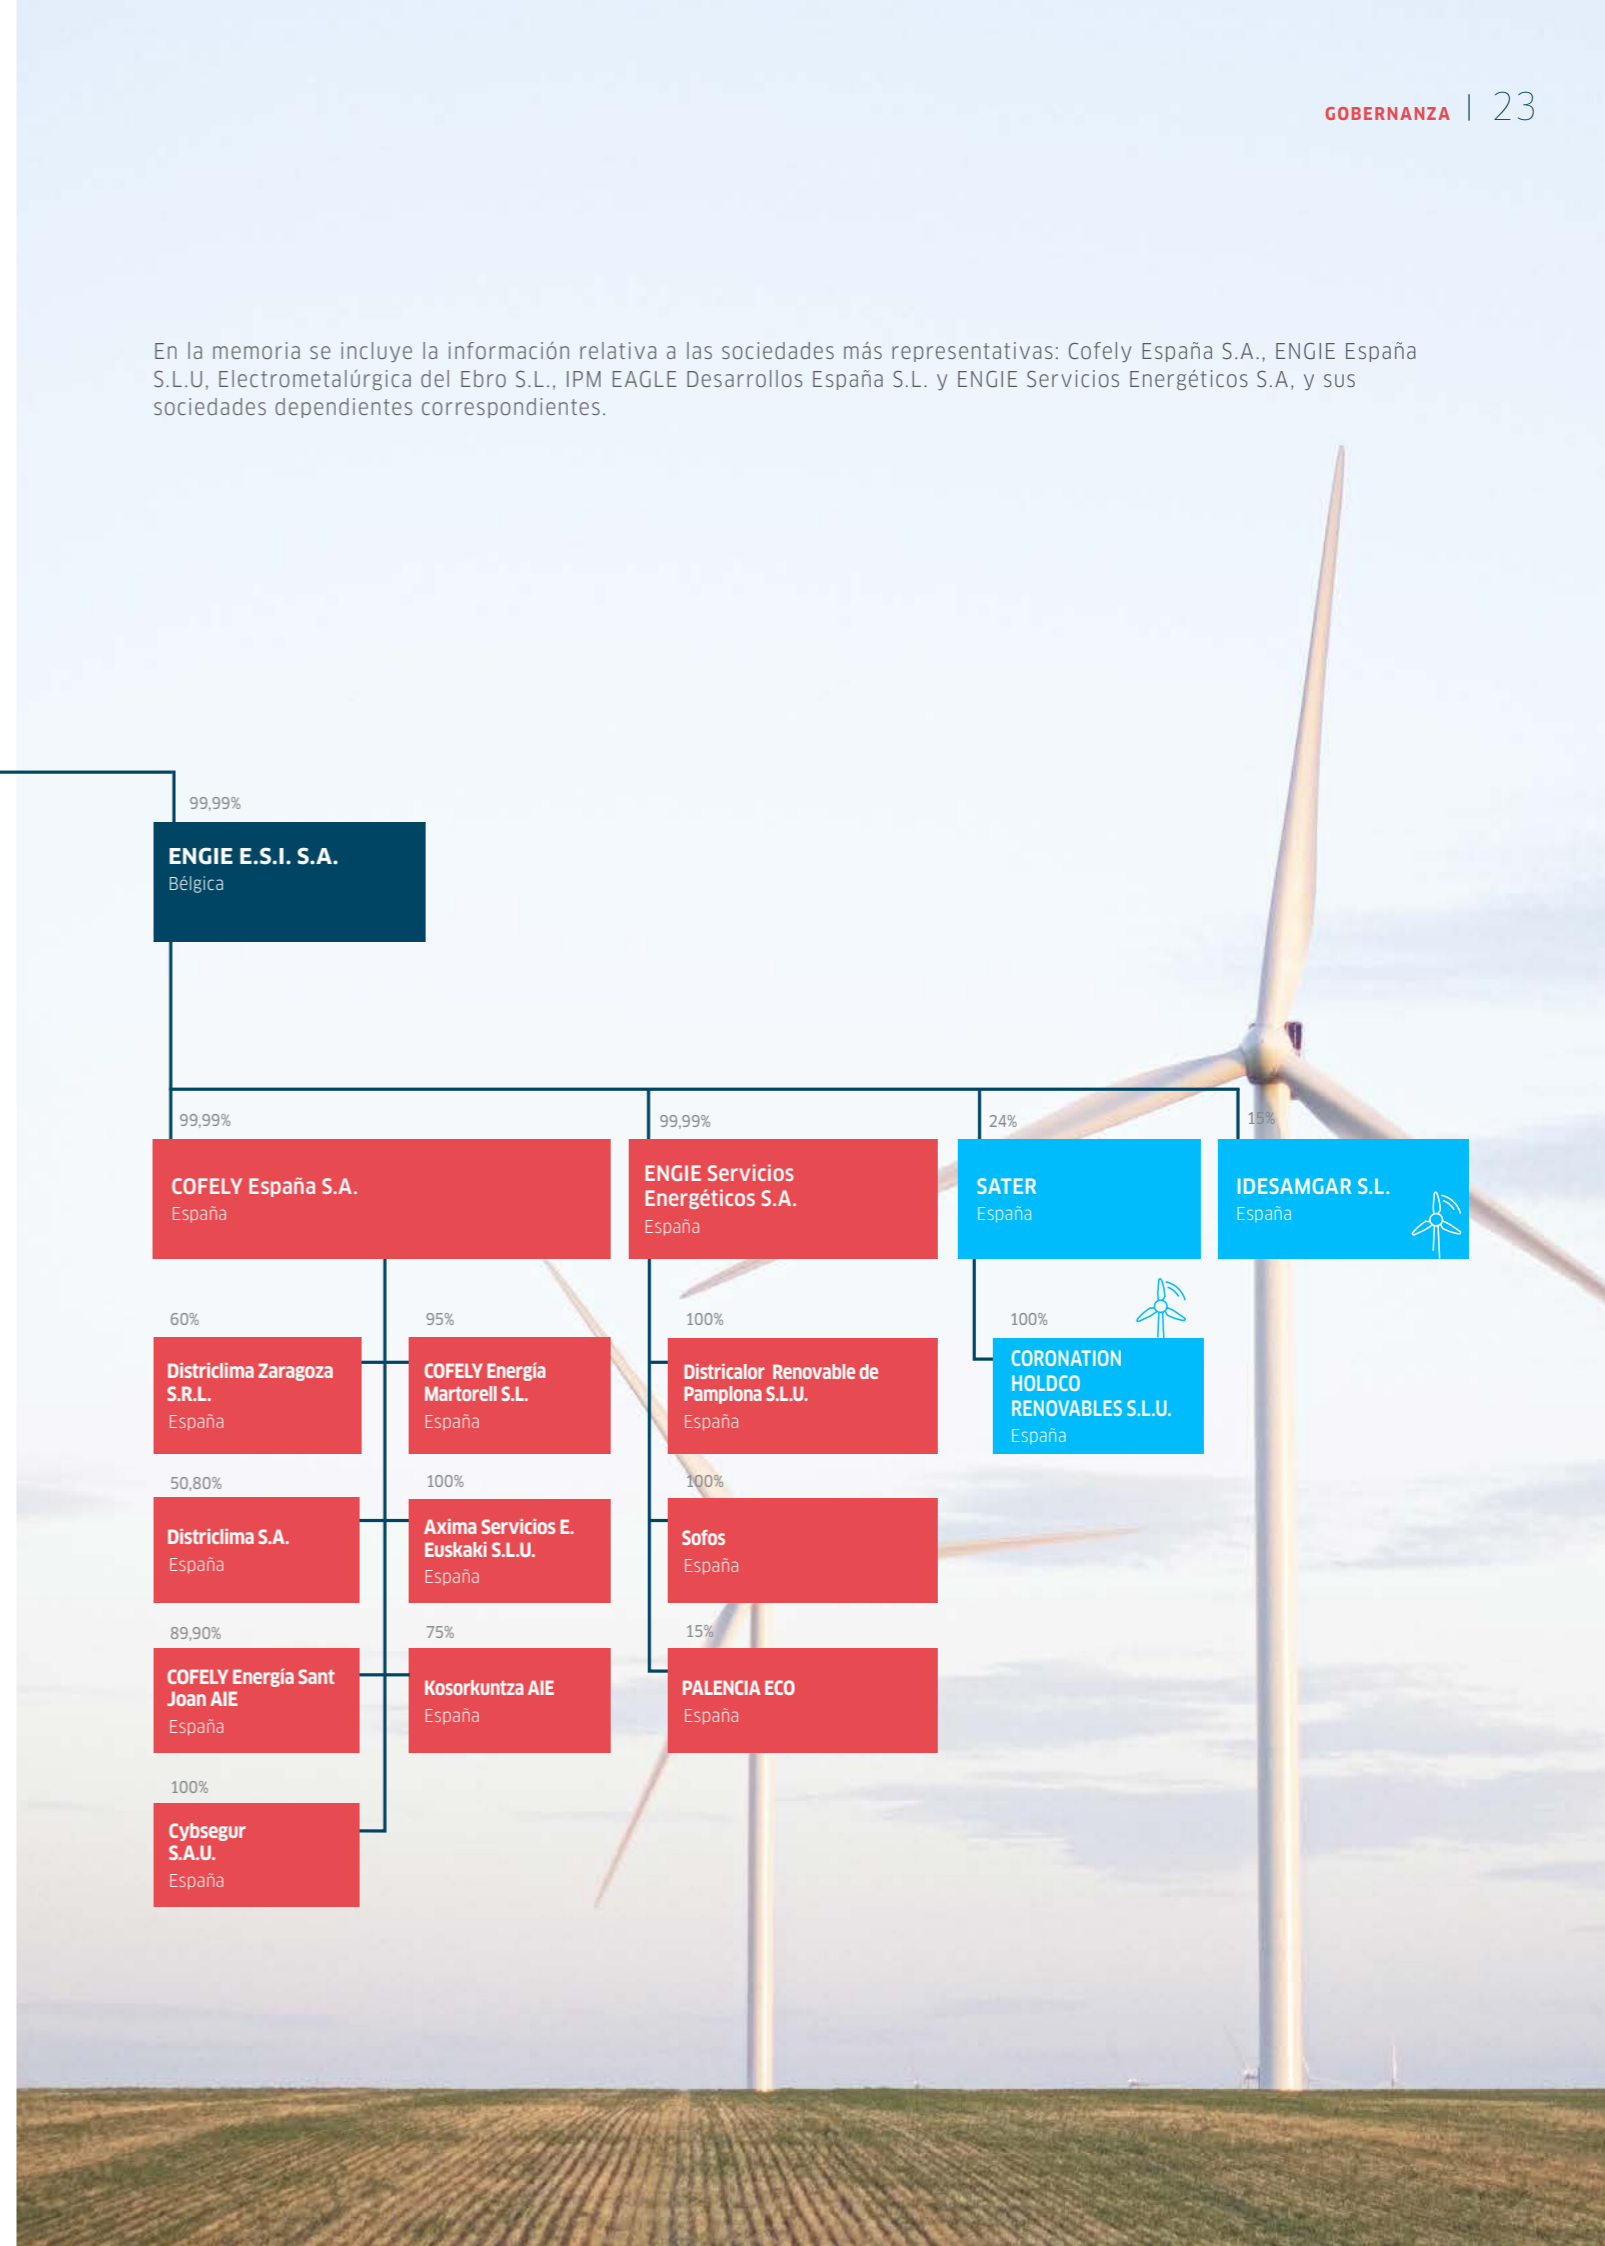 GOBERNANZA | 23
En la memoria se incluye la información relativa a las sociedades más representativas: Cofely España S.A., ENGIE España
S.L.U, Electrometalúrgica del Ebro S.L., IPM EAGLE Desarrollos España S.L. y ENGIE Servicios Energéticos S.A, y sus
sociedades dependientes correspondientes.
99,99%
ENGIE E.S.I. S.A.
Bélgica
99,99%
COFELY España S.A.
España
99,99%
ENGIE Servicios
Energéticos S.A.
España
24%
SATER
España
15%
IDESAMGAR S.L.
España
60%
Districlima Zaragoza
S.R.L.
España
95%
COFELY Energía
Martorell S.L.
España
100%
Districalor Renovable de
Pamplona S.L.U.
España
100%
CORONATION
HOLDCO
RENOVABLES S.L.U.
España
50,80%
Districlima S.A.
España
100%
Axima Servicios E.
Euskaki S.L.U.
España
100%
Sofos
España
89,90%
COFELY Energía Sant
Joan AIE
España
75%
Kosorkuntza AIE
España
15%
PALENCIA ECO
España
100%
Cybsegur
S.A.U.
España